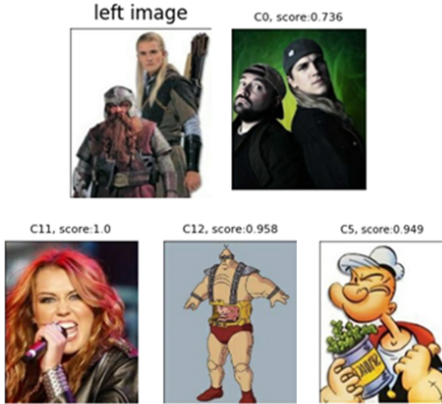 left image
C0, score:0.736
C11, score:1.0
C12, score:0.958
C5, score:0.949